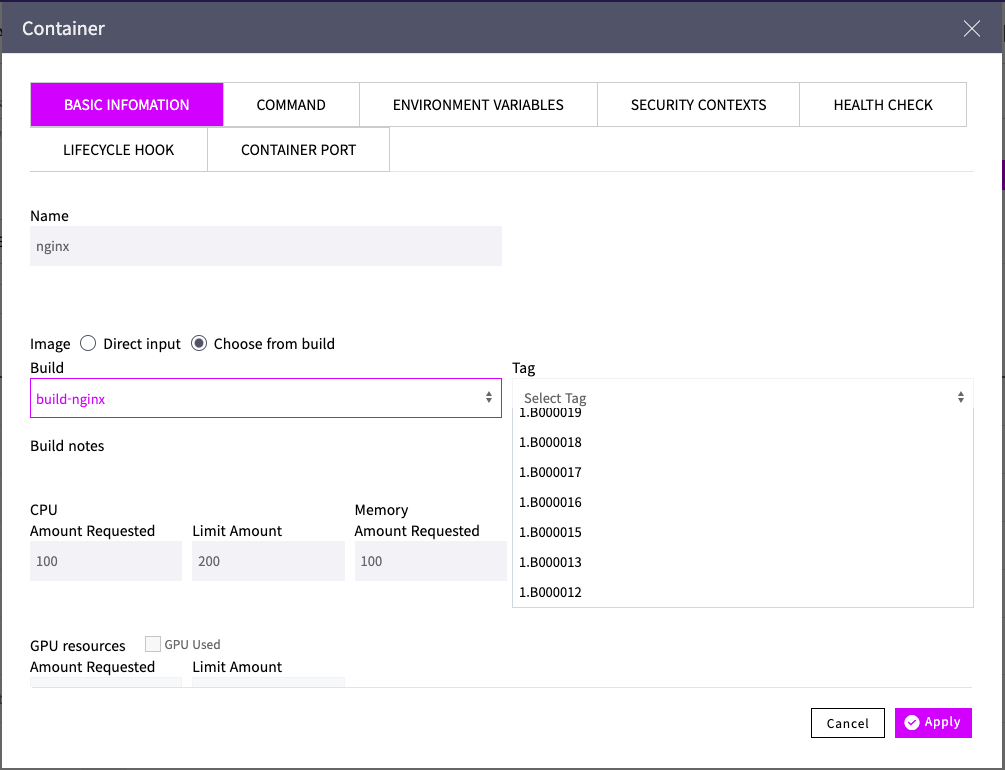 Container
BASIC INFOMATION COMMAND ENVIRONMENT VARIABLES SECURITY CONTEXTS HEALTH CHECK
LIFECYCLE HOOK CONTAINER PORT
Name
nginx
Image Direct input Choose from build
Build Tag
build-nginx Select Tag
1.B000019
Build notes 1.B000018
1.B000017
1.B000016
CPU Memory
Amount Requested Limit Amount Amount Requested 1.B000015
100 200 100 1.B000013
1.B000012
GPU resources GPU Used
Amount Requested Limit Amount
Cancel Apply